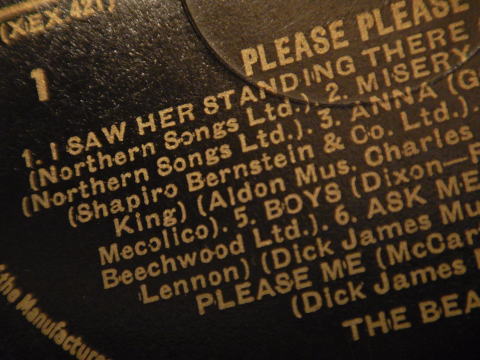 (XEX 421)
1
PLEASE PLEASE
1. I SAW HER STANDING THERE
(Northern Songs Ltd.). 2. MISERY
(Northern Songs Ltd.). 3. ANNA (G
(Shapiro Bernstein & Co. Ltd.).
King) (Aldon Mus. Charles
Mecolico). 5. BOYS (Dixon—F
Beechwood Ltd.). 6. ASK ME
Lennon) (Dick James Mu
PLEASE ME (McCar
(Dick James
THE BEA
the Manufactur